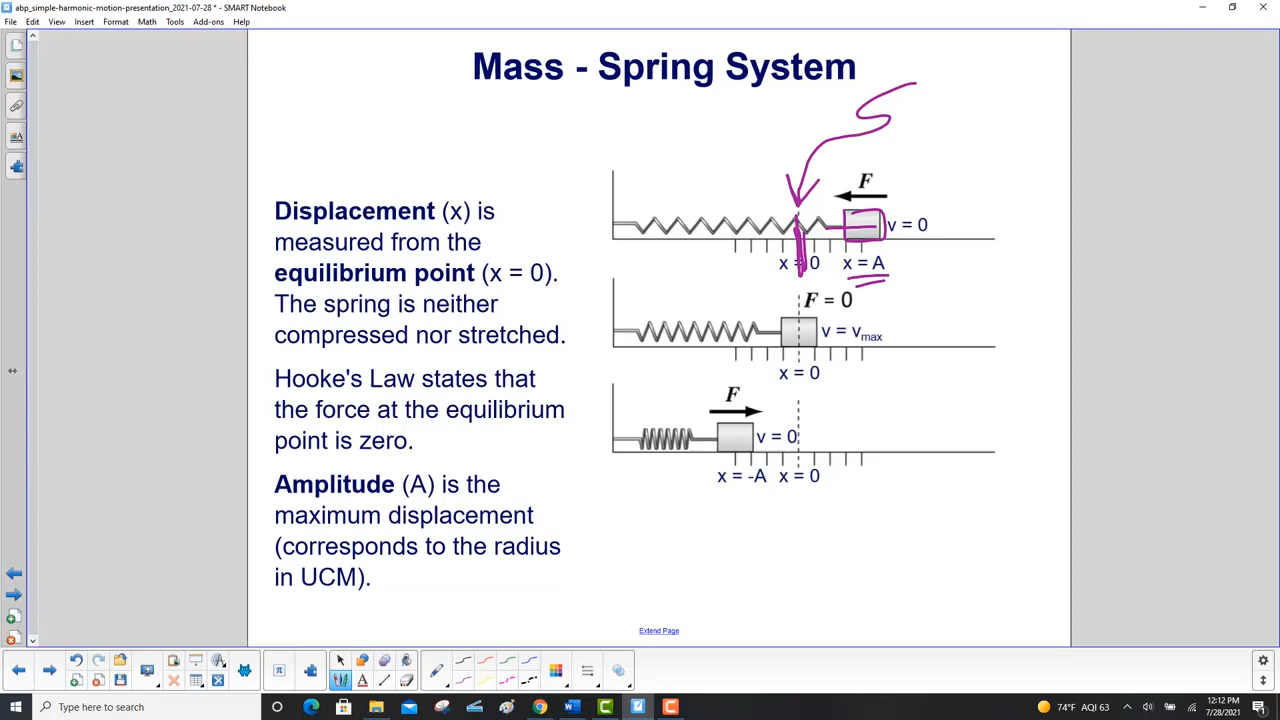 abp_simple-harmonic-motion-presentation_2021-07-28 * - SMART Notebook
File Edit View Insert Format Math Tools Add-ons Help
Mass - Spring System
Displacement (x) is
measured from the
equilibrium point (x = 0).
The spring is neither
compressed nor stretched.
Hooke's Law states that
the force at the equilibrium
point is zero.
Amplitude (A) is the
maximum displacement
(corresponds to the radius
in UCM).
F
v = 0
x = 0 x = A
F = 0
v = vmax
x = 0
F
v = 0
x = -A x = 0
Extend Page
Type here to search
74°F AQI 63
12:12 PM
7/28/2021